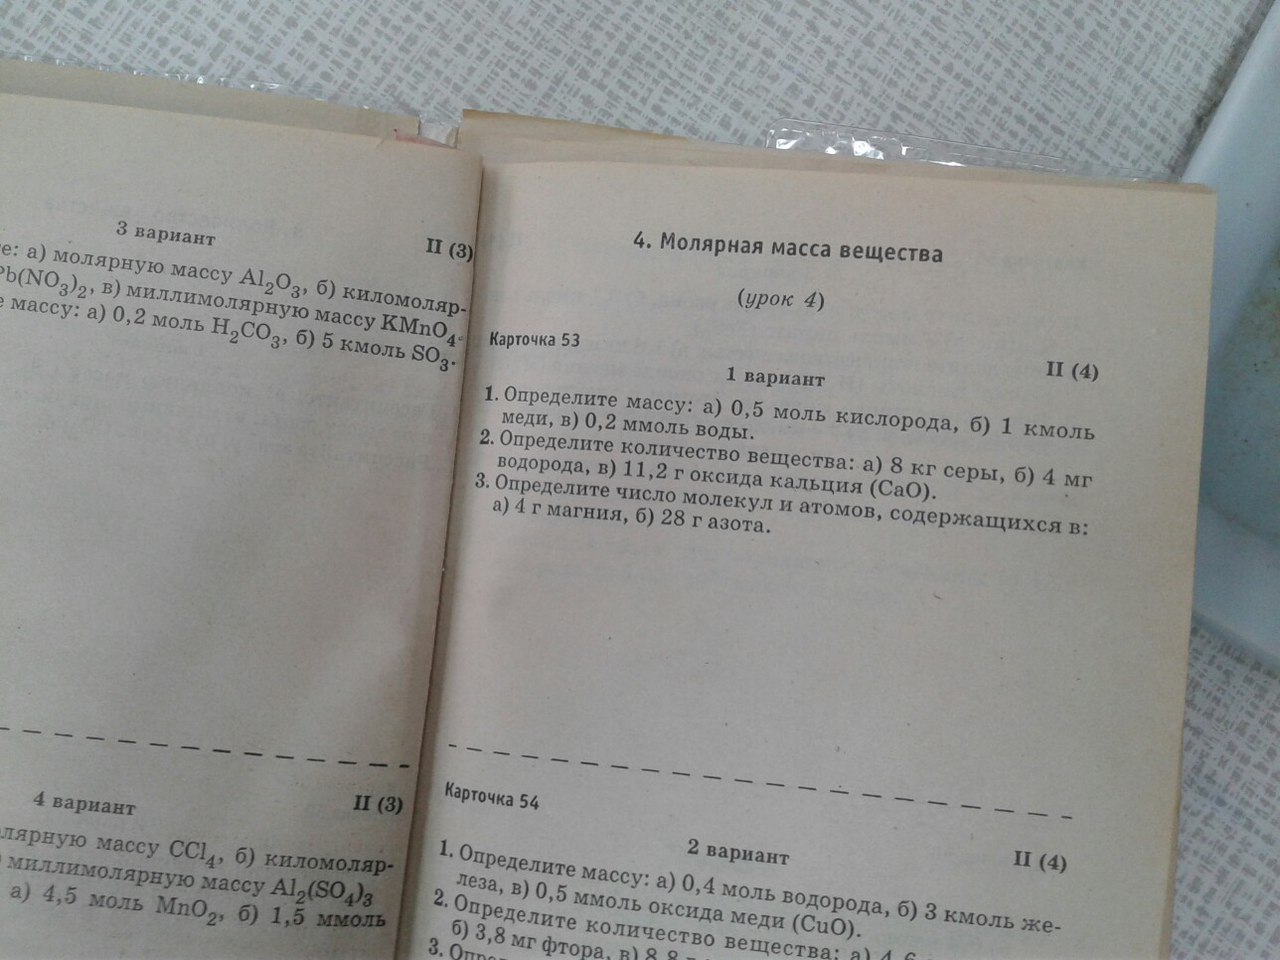 3 вариант
II (3)
а) молярную массу Al₂O₃, б) киломоляр-
Pb(NO₃)₂, в) миллимолярную массу KMnO₄.
массу: а) 0,2 моль H₂CO₃, б) 5 кмоль SO₃.
4 вариант
II (3)
массу CCl₄, б) киломоляр-
миллимолярную массу Al₂(SO₄)₃
а) 4,5 моль MnO₂, б) 1,5 ммоль
4. Молярная масса вещества
(урок 4)
Карточка 53
1 вариант
II (4)
1. Определите массу: а) 0,5 моль кислорода, б) 1 кмоль
меди, в) 0,2 ммоль воды.
2. Определите количество вещества: а) 8 кг серы, б) 4 мг
водорода, в) 11,2 г оксида кальция (CaO).
3. Определите число молекул и атомов, содержащихся в:
а) 4 г магния, б) 28 г азота.
Карточка 54
2 вариант
II (4)
1. Определите массу: а) 0,4 моль водорода, б) 3 кмоль же-
леза, в) 0,5 ммоль оксида меди (CuO).
2. Определите количество вещества: а)
б) 3,8 мг фтора, в) 8,8
3.